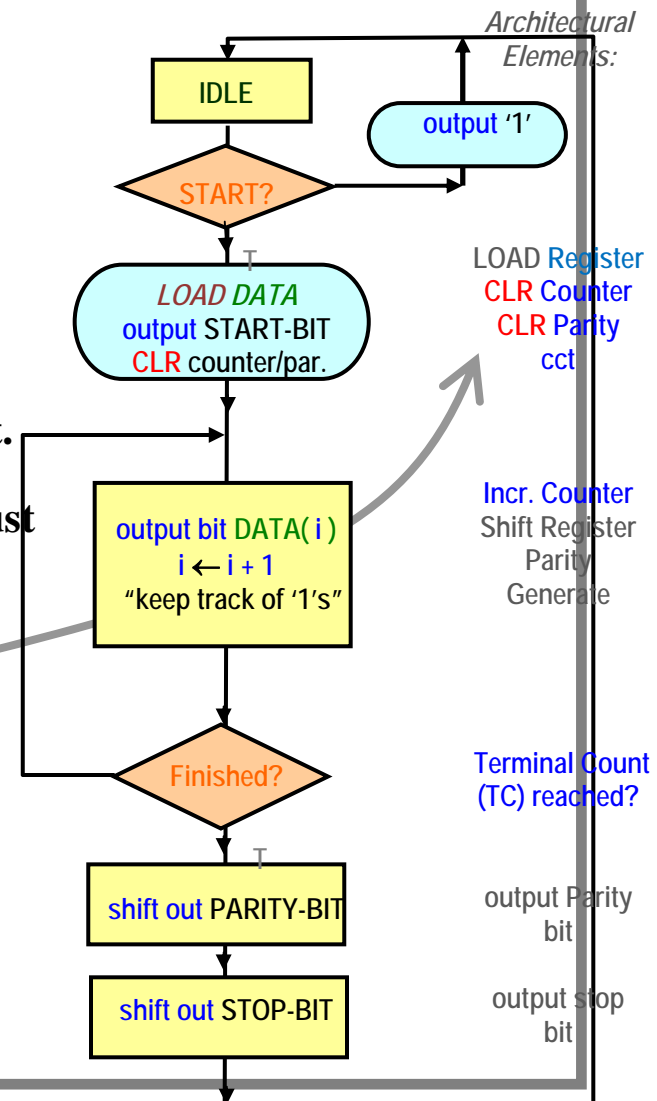 Architectural
Elements:
IDLE
output ‘1’
START?
T
LOAD DATA
output START-BIT
CLR counter/par.
LOAD Register
CLR Counter
CLR Parity
cct
t.
ust
output bit DATA( i )
i ← i + 1
“keep track of ‘1’s”
Incr. Counter
Shift Register
Parity
Generate
Finished?
T
Terminal Count
(TC) reached?
shift out PARITY-BIT
output Parity
bit
shift out STOP-BIT
output stop
bit